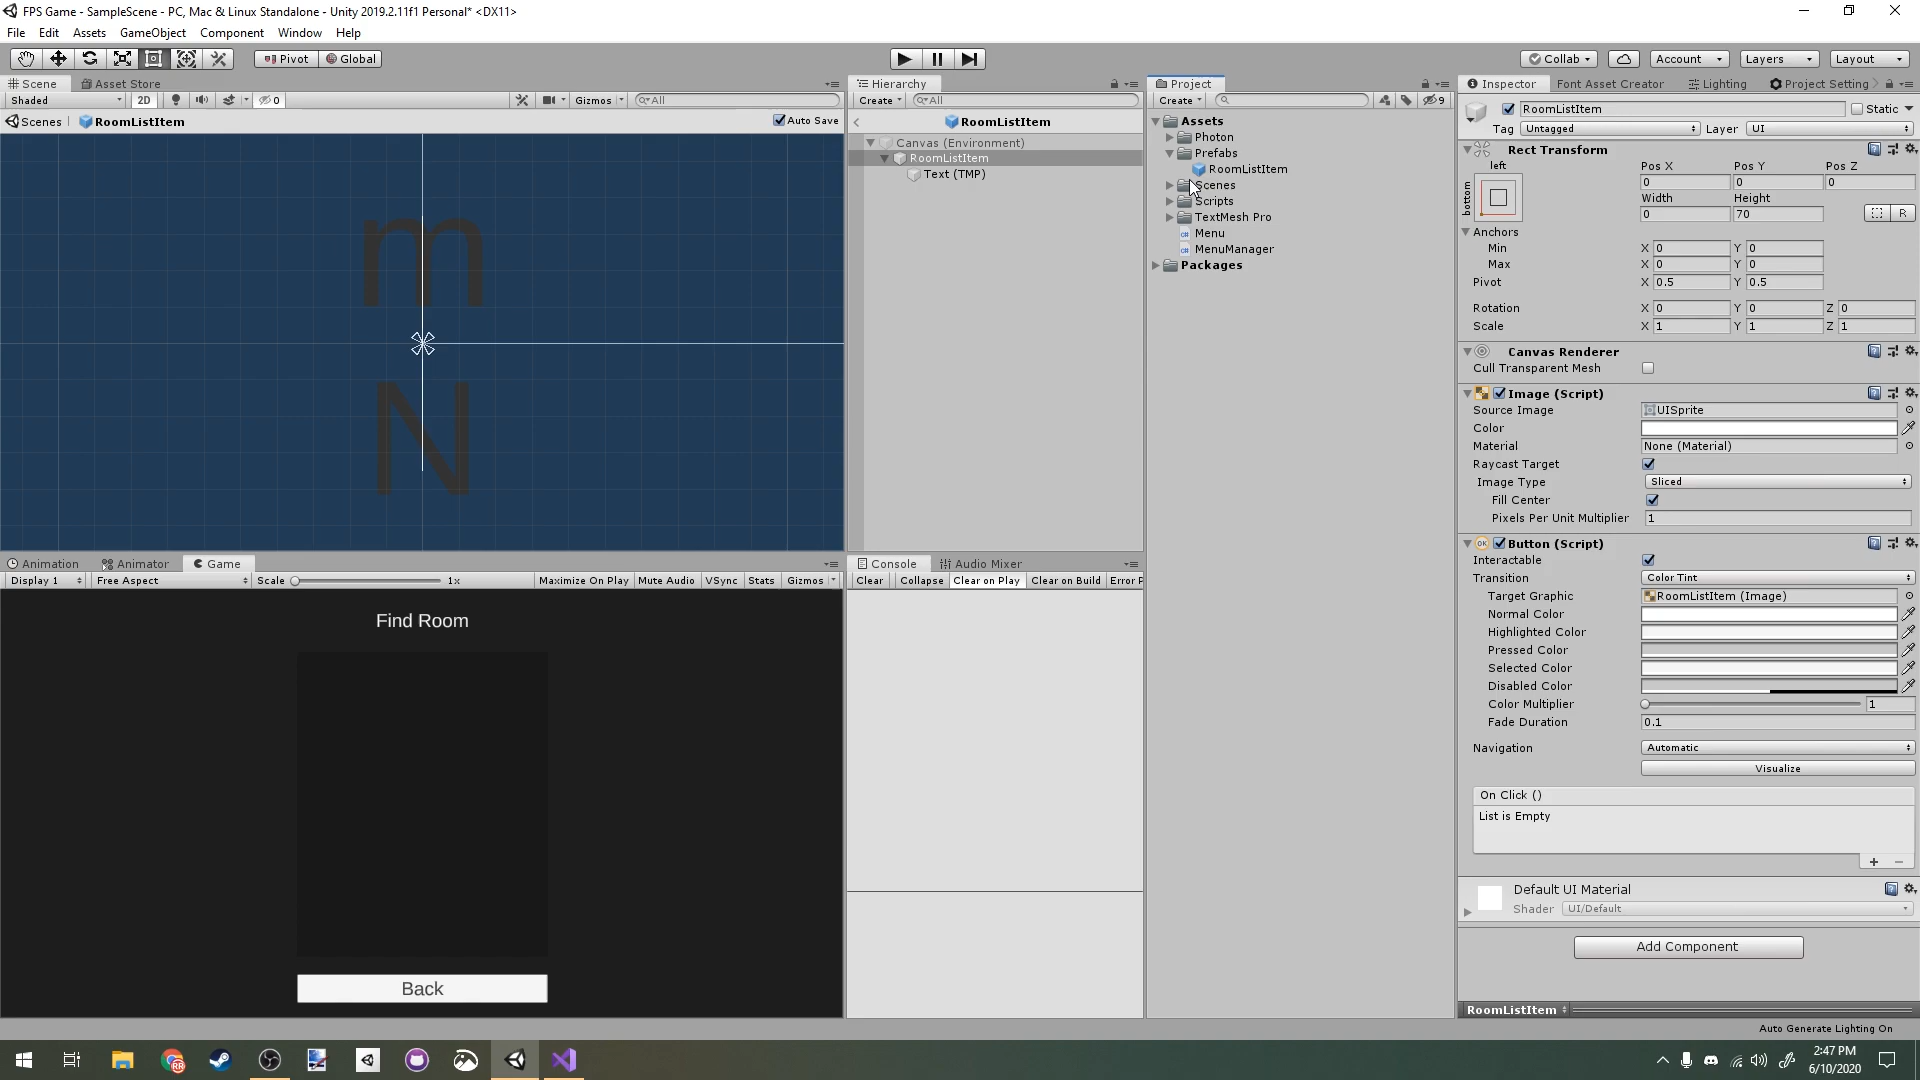 FPS Game - SampleScene - PC, Mac & Linux Standalone - Unity 2019.2.11f1 Personal* <DX11>
File Edit Assets GameObject Component Window Help
Pivot Global Collab Account Layers Layout
Scene Asset Store
Shaded 2D Gizmos All
Scenes RoomListItem Auto Save
m
N
Animation Animator Game
Display 1 Free Aspect Scale 1x Maximize On Play Mute Audio VSync Stats Gizmos
Find Room
Back
Hierarchy
Create All
RoomListItem
Canvas (Environment)
RoomListItem
Text (TMP)
Console Audio Mixer
Clear Collapse Clear on Play Clear on Build Error P
Project
Create 9
Assets
Photon
Prefabs
RoomListItem
Scenes
Scripts
TextMesh Pro
Menu
MenuManager
Packages
Inspector Font Asset Creator Lighting Project Setting
RoomListItem Static
Tag Untagged Layer UI
Rect Transform
left Pos X Pos Y Pos Z
bottom 0 0 0
Width Height
0 70 R
Anchors
Min X 0 Y 0
Max X 0 Y 0
Pivot X 0.5 Y 0.5
Rotation X 0 Y 0 Z 0
Scale X 1 Y 1 Z 1
Canvas Renderer
Cull Transparent Mesh
Image (Script)
Source Image UISprite
Color
Material None (Material)
Raycast Target
Image Type Sliced
Fill Center
Pixels Per Unit Multiplier 1
OK Button (Script)
Interactable
Transition Color Tint
Target Graphic RoomListItem (Image)
Normal Color
Highlighted Color
Pressed Color
Selected Color
Disabled Color
Color Multiplier 1
Fade Duration 0.1
Navigation Automatic
Visualize
On Click ()
List is Empty
Default UI Material
Shader UI/Default
Add Component
RoomListItem
Auto Generate Lighting On
2:47 PM
6/10/2020